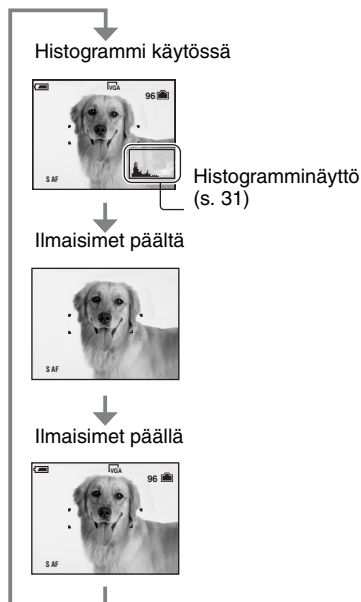 Histogrammi käytössä
VGA
96
S AF
Histogramminäyttö
(s. 31)
Ilmaisimet päältä
S AF
Ilmaisimet päällä
VGA
96
S AF